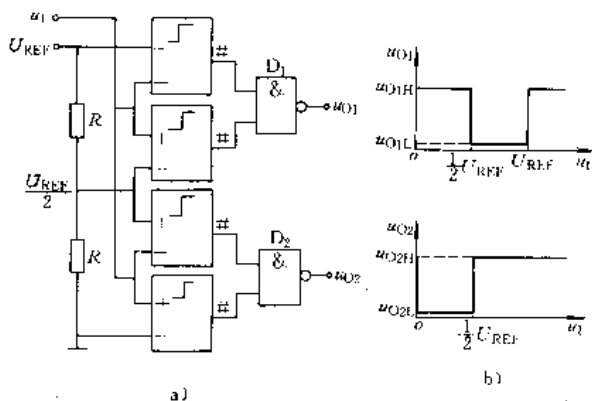 u_I
U_REF
#
D_1
&
u_O1
R
#
U_REF
2
#
D_2
&
u_O2
R
#
a)
u_O1
u_O1H
u_O1L
o
1/2 U_REF
U_REF
u_I
u_O2
u_O2H
u_O2L
o
1/2 U_REF
u_I
b)